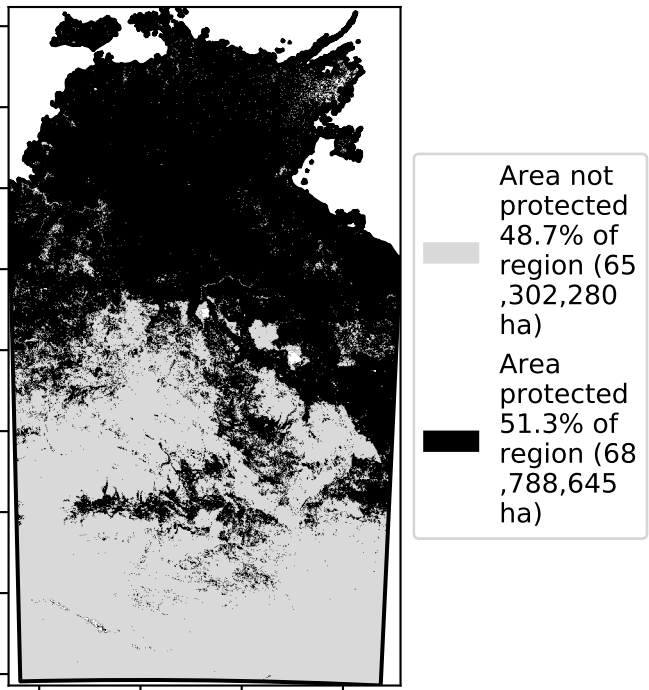 Area not
protected
48.7% of
region (65
,302,280
ha)
Area
protected
51.3% of
region (68
,788,645
ha)